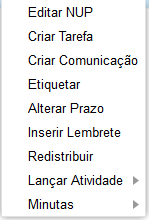 Editar NUP
Criar Tarefa
Criar Comunicação
Etiquetar
Alterar Prazo
Inserir Lembrete
Redistribuir
Lançar Atividade
Minutas